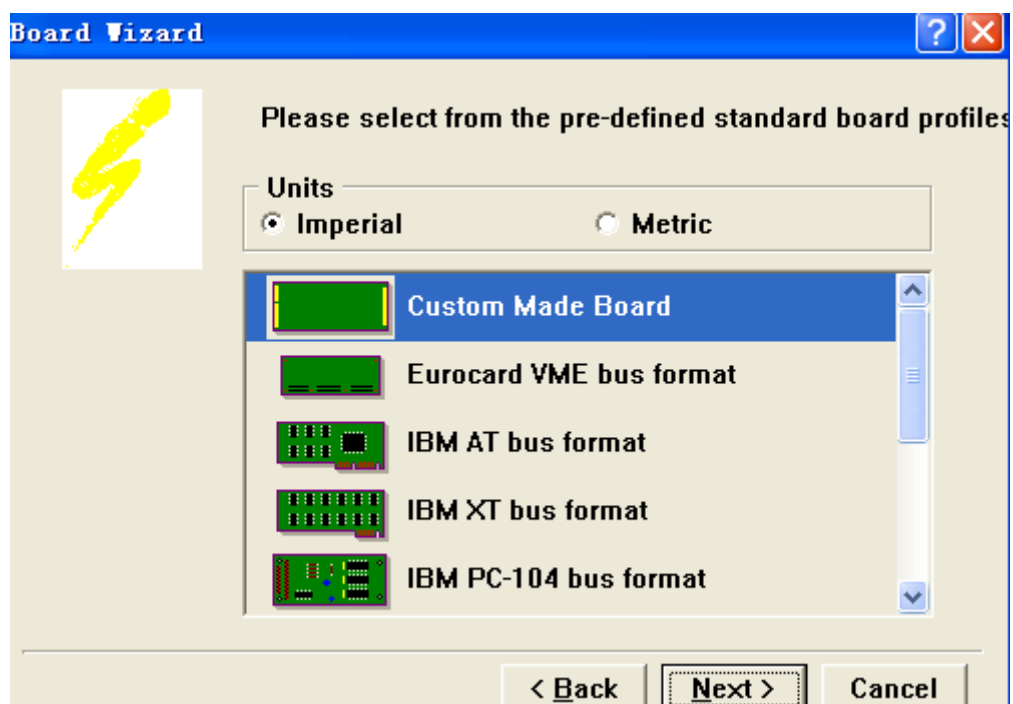 Board Wizard
Please select from the pre-defined standard board profiles
Units
Imperial Metric
Custom Made Board
Eurocard VME bus format
IBM AT bus format
IBM XT bus format
IBM PC-104 bus format
< Back Next > Cancel